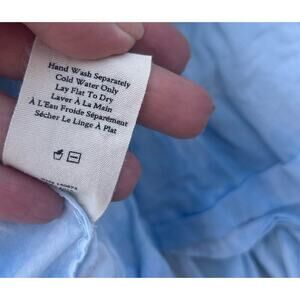 Hand Wash Separately
Cold Water Only
Lay Flat To Dry
Laver À La Main
À L'Eau Froide Séparément
Sécher Le Linge À Plat